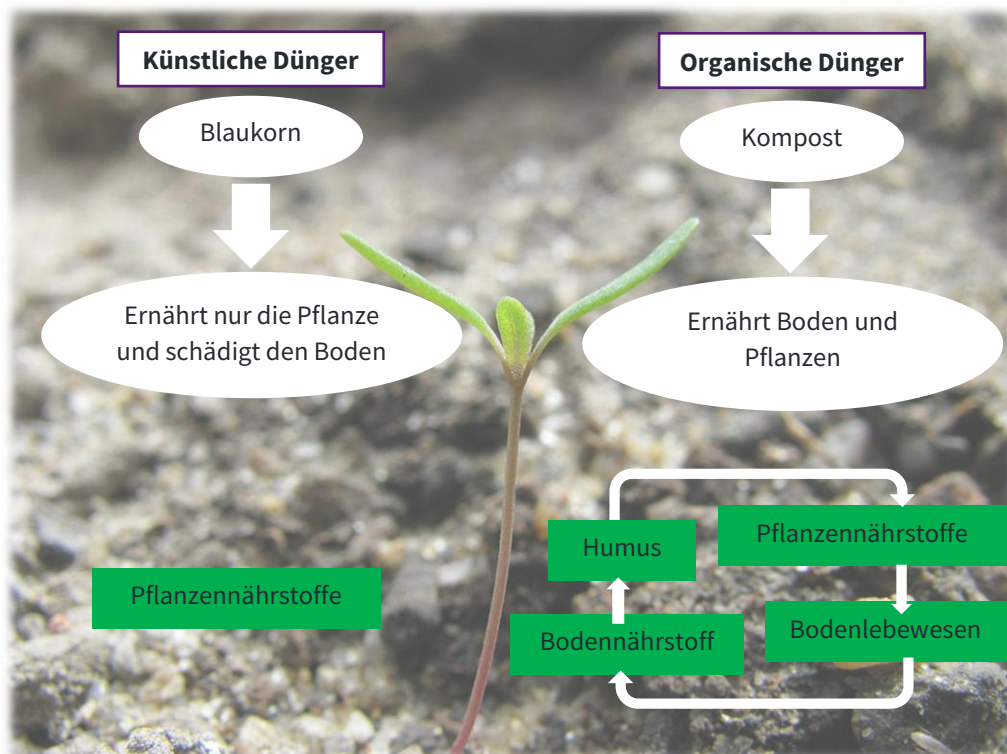 Künstliche Dünger
Blaukorn
Ernährt nur die Pflanze
und schädigt den Boden
Pflanzennährstoffe
Organische Dünger
Kompost
Ernährt Boden und
Pflanzen
Humus
Pflanzennährstoffe
Bodennährstoff
Bodenlebewesen